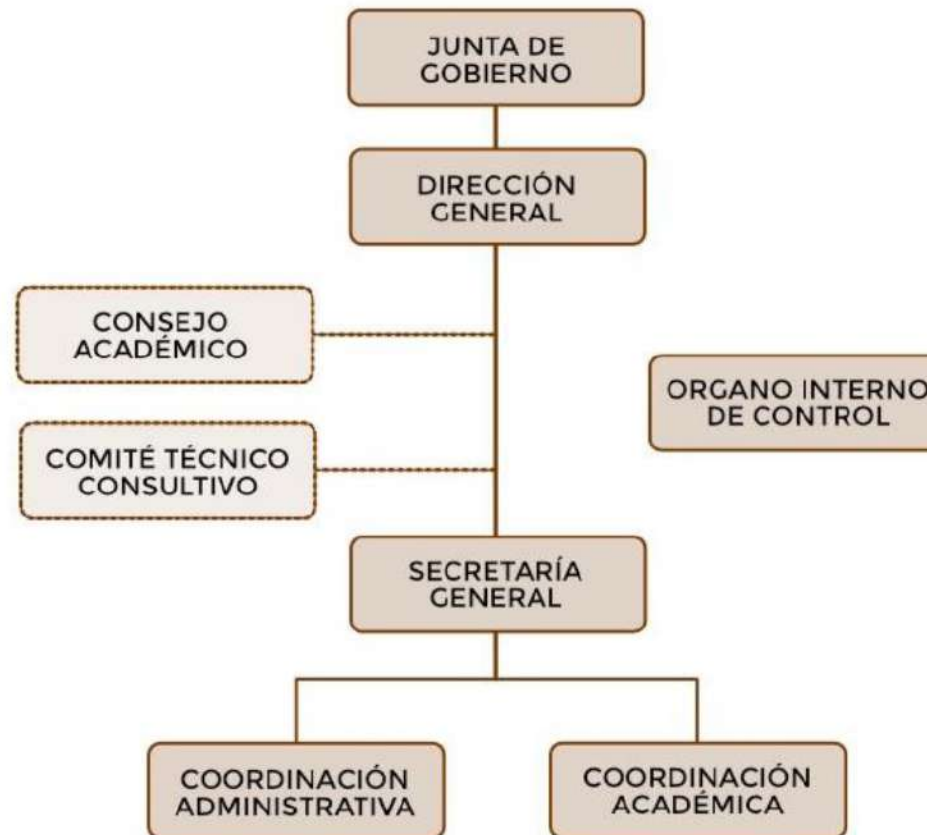 JUNTA DE
GOBIERNO
DIRECCIÓN
GENERAL
CONSEJO
ACADÉMICO
ORGANO INTERNO
DE CONTROL
COMITÉ TÉCNICO
CONSULTIVO
SECRETARÍA
GENERAL
COORDINACIÓN
ADMINISTRATIVA
COORDINACIÓN
ACADÉMICA